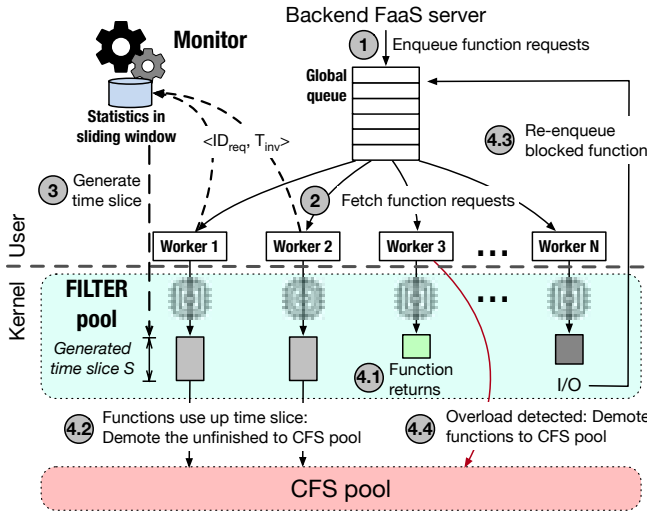 Backend FaaS server
Monitor
1 Enqueue function requests
Global
queue
Statistics in
sliding window
<IDreq, Tinv>
4.3 Re-enqueue
blocked function
3 Generate
time slice
2 Fetch function requests
User
Worker 1
Worker 2
Worker 3
...
Worker N
Kernel
FILTER
pool
...
Generated
time slice S
4.1 Function
returns
I/O
4.2 Functions use up time slice:
Demote the unfinished to CFS pool
4.4 Overload detected: Demote
functions to CFS pool
CFS pool